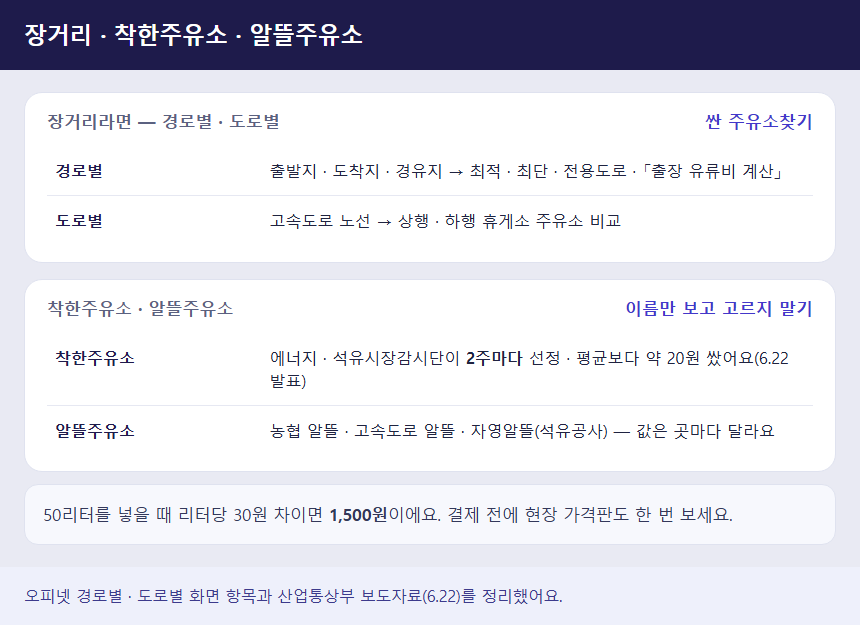 장거리 · 착한주유소 · 알뜰주유소
장거리라면 — 경로별 · 도로별
싼 주유소찾기
경로별
출발지 · 도착지 · 경유지 → 최적 · 최단 · 전용도로 · 「출장 유류비 계산」
도로별
고속도로 노선 → 상행 · 하행 휴게소 주유소 비교
착한주유소 · 알뜰주유소
이름만 보고 고르지 말기
착한주유소
에너지 · 석유시장감시단이 2주마다 선정 · 평균보다 약 20원 쌌어요(6.22
발표)
알뜰주유소
농협 알뜰 · 고속도로 알뜰 · 자영알뜰(석유공사) — 값은 곳마다 달라요
50리터를 넣을 때 리터당 30원 차이면 1,500원이에요. 결제 전에 현장 가격판도 한 번 보세요.
오피넷 경로별 · 도로별 화면 항목과 산업통상부 보도자료(6.22)를 정리했어요.